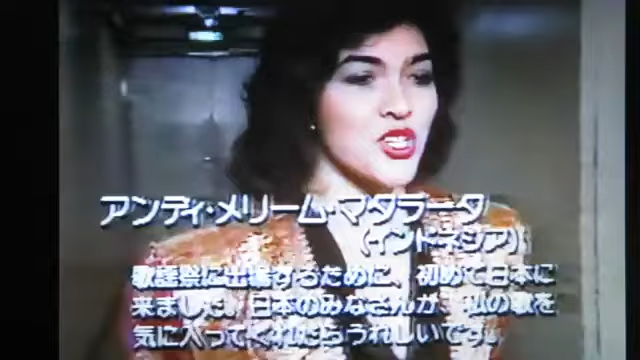 アンディ・メリーム・マタラータ
（インドネシア）
歌謡祭に出場するために、初めて日本に
来ました。日本のみなさんが、私の歌を
気に入ってくれたらうれしいです。